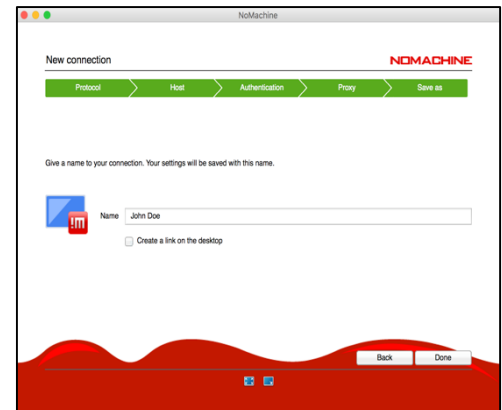 NoMachine
New connection
NOMACHINE
Protocol Host Authentication Proxy Save as
Give a name to your connection. Your settings will be saved with this name.
!m
Name John Doe
Create a link on the desktop
Back Done